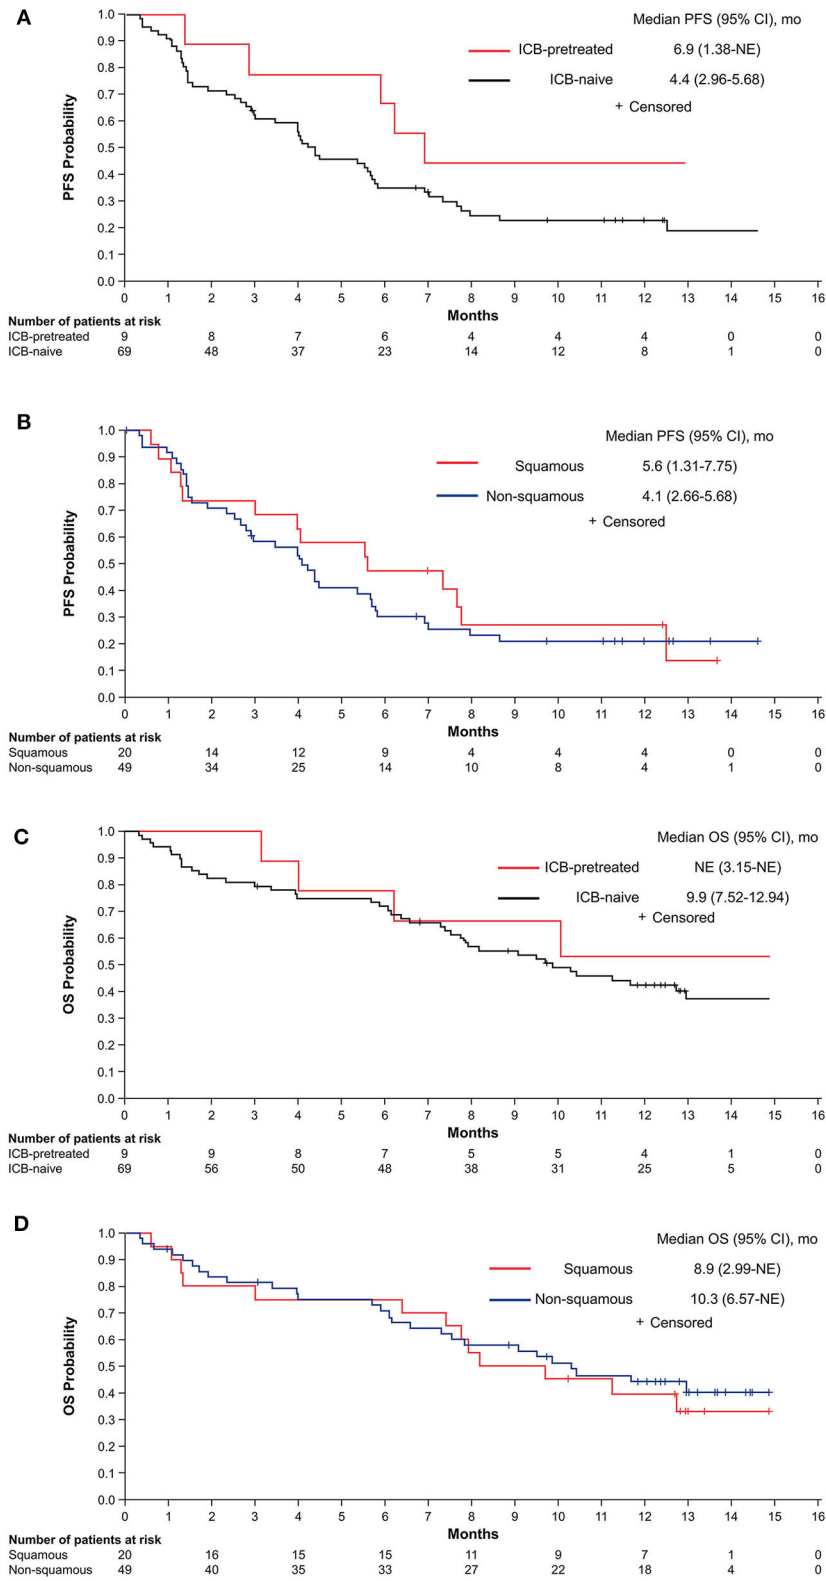 A
Median PFS (95% CI), mo
ICB-pretreated 6.9 (1.38-NE)
ICB-naive 4.4 (2.96-5.68)
+ Censored
PFS Probability
1.0
0.9
0.8
0.7
0.6
0.5
0.4
0.3
0.2
0.1
0.0
0 1 2 3 4 5 6 7 8 9 10 11 12 13 14 15 16
Months
Number of patients at risk
ICB-pretreated 9 8 7 6 4 4 4 0 0
ICB-naive 69 48 37 23 14 12 8 1 0
B
Median PFS (95% CI), mo
Squamous 5.6 (1.31-7.75)
Non-squamous 4.1 (2.66-5.68)
+ Censored
PFS Probability
1.0
0.9
0.8
0.7
0.6
0.5
0.4
0.3
0.2
0.1
0.0
0 1 2 3 4 5 6 7 8 9 10 11 12 13 14 15 16
Months
Number of patients at risk
Squamous 20 14 12 9 4 4 4 0 0
Non-squamous 49 34 25 14 10 8 4 1 0
C
Median OS (95% CI), mo
ICB-pretreated NE (3.15-NE)
ICB-naive 9.9 (7.52-12.94)
+ Censored
OS Probability
1.0
0.9
0.8
0.7
0.6
0.5
0.4
0.3
0.2
0.1
0.0
0 1 2 3 4 5 6 7 8 9 10 11 12 13 14 15 16
Months
Number of patients at risk
ICB-pretreated 9 9 8 7 5 5 4 1 0
ICB-naive 69 56 50 48 38 31 25 5 0
D
Median OS (95% CI), mo
Squamous 8.9 (2.99-NE)
Non-squamous 10.3 (6.57-NE)
+ Censored
OS Probability
1.0
0.9
0.8
0.7
0.6
0.5
0.4
0.3
0.2
0.1
0.0
0 1 2 3 4 5 6 7 8 9 10 11 12 13 14 15 16
Months
Number of patients at risk
Squamous 20 16 15 15 11 9 7 1 0
Non-squamous 49 40 35 33 27 22 18 4 0